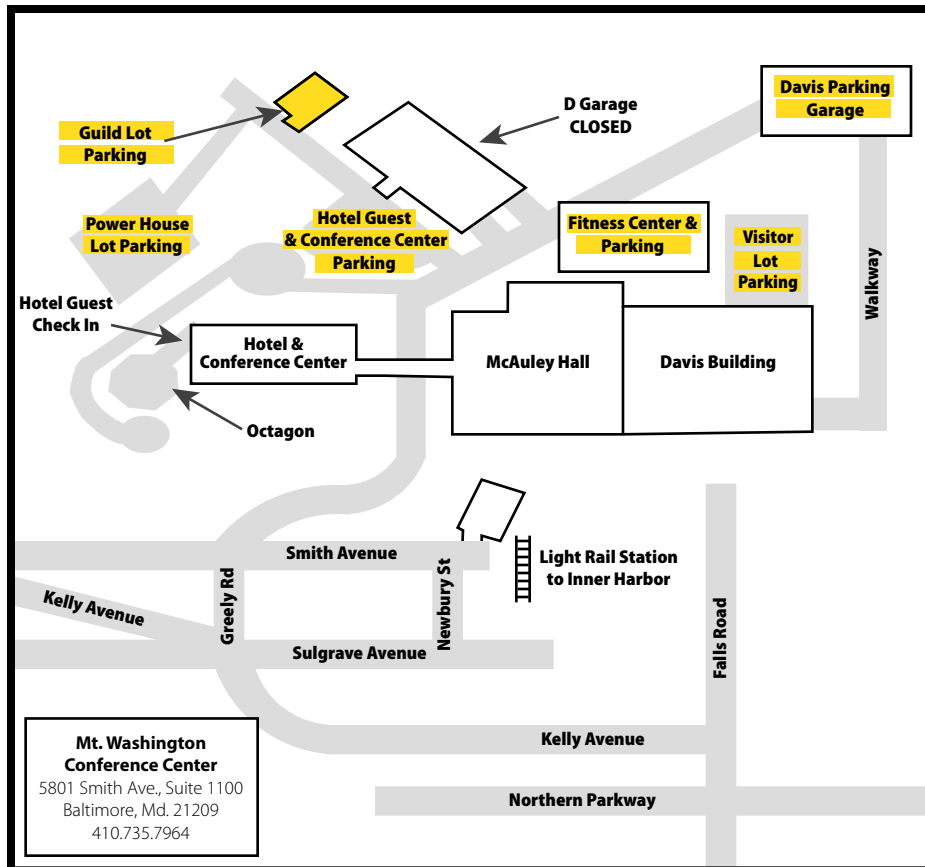 D Garage
CLOSED
Davis Parking
Garage
Guild Lot
Parking
Power House
Lot Parking
Hotel Guest
& Conference Center
Parking
Fitness Center &
Parking
Visitor
Lot
Parking
Walkway
Hotel Guest
Check In
Hotel &
Conference Center
McAuley Hall
Davis Building
Octagon
Smith Avenue
Light Rail Station
to Inner Harbor
Kelly Avenue
Greely Rd
Newbury St
Sulgrave Avenue
Falls Road
Kelly Avenue
Northern Parkway
Mt. Washington
Conference Center
5801 Smith Ave., Suite 1100
Baltimore, Md. 21209
410.735.7964